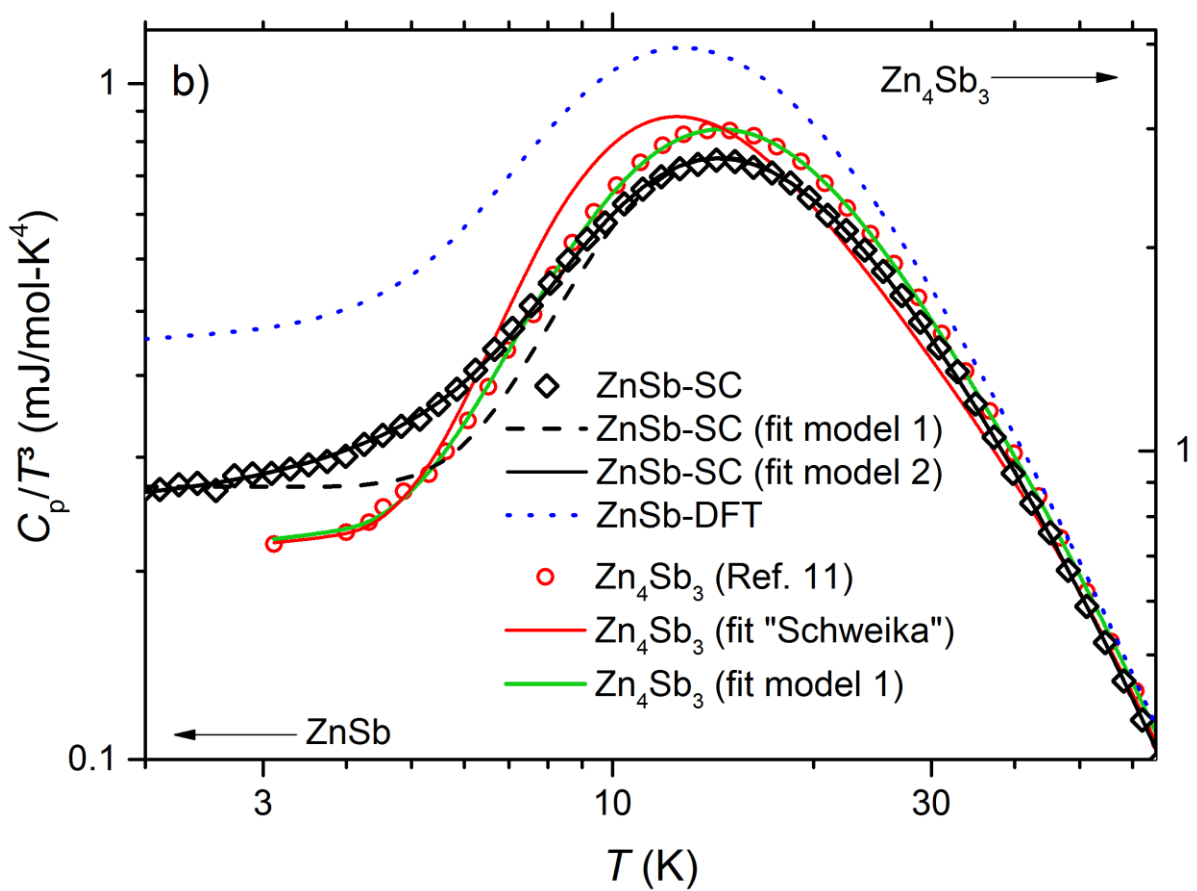 b)
Zn₄Sb₃
1
ZnSb-SC
ZnSb-SC (fit model 1)
ZnSb-SC (fit model 2)
ZnSb-DFT
1
Zn₄Sb₃ (Ref. 11)
Zn₄Sb₃ (fit "Schweika")
Zn₄Sb₃ (fit model 1)
ZnSb
0.1
3
10
30
T (K)
Cₚ/T³ (mJ/mol-K⁴)